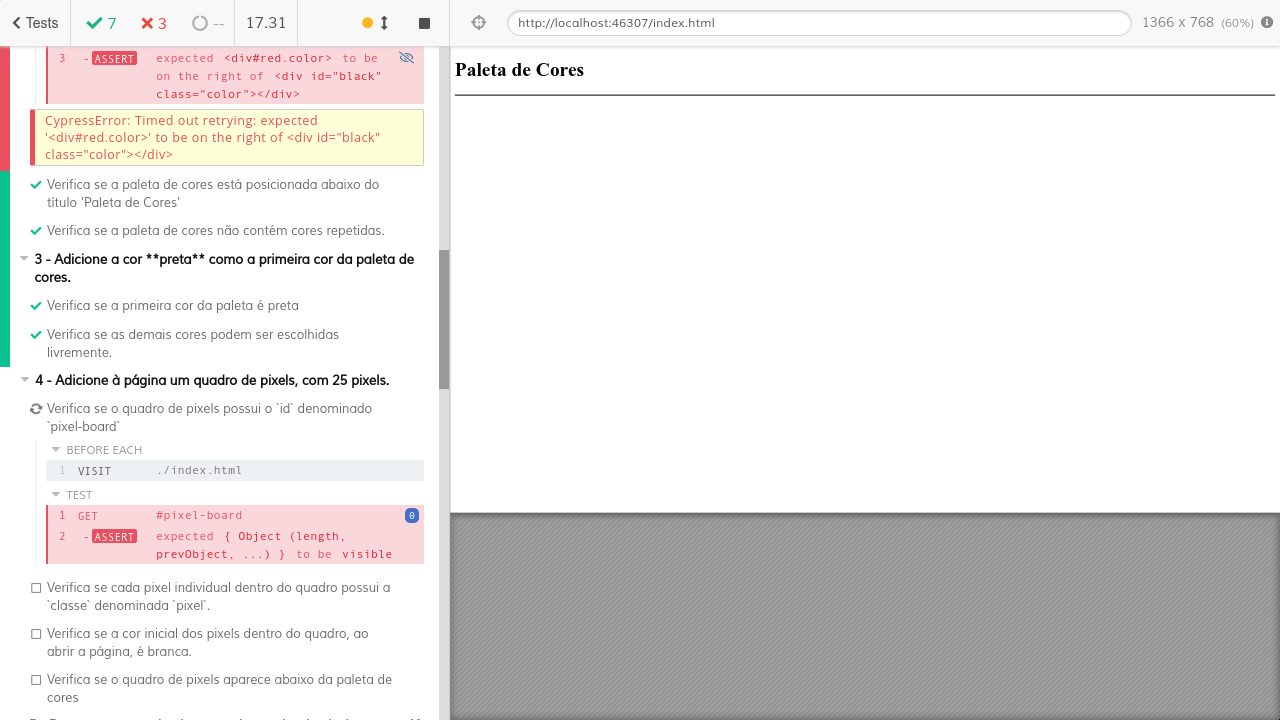 Tests
7
3
--
17.31
http://localhost:46307/index.html
1366 x 768 (60%)
3 - ASSERT expected <div#red.color> to be
on the right of <div id="black"
class="color"></div>
CypressError: Timed out retrying: expected
'<div#red.color>' to be on the right of <div id="black"
class="color"></div>
Verifica se a paleta de cores está posicionada abaixo do
título 'Paleta de Cores'
Verifica se a paleta de cores não contém cores repetidas.
3 - Adicione a cor **preta** como a primeira cor da paleta de
cores.
Verifica se a primeira cor da paleta é preta
Verifica se as demais cores podem ser escolhidas
livremente.
4 - Adicione à página um quadro de pixels, com 25 pixels.
Verifica se o quadro de pixels possui o `id` denominado
`pixel-board`
BEFORE EACH
1 VISIT ./index.html
TEST
1 GET #pixel-board 0
2 - ASSERT expected { Object (length,
prevObject, ...) } to be visible
Verifica se cada pixel individual dentro do quadro possui a
`classe` denominada `pixel`.
Verifica se a cor inicial dos pixels dentro do quadro, ao
abrir a página, é branca.
Verifica se o quadro de pixels aparece abaixo da paleta de
cores
Paleta de Cores